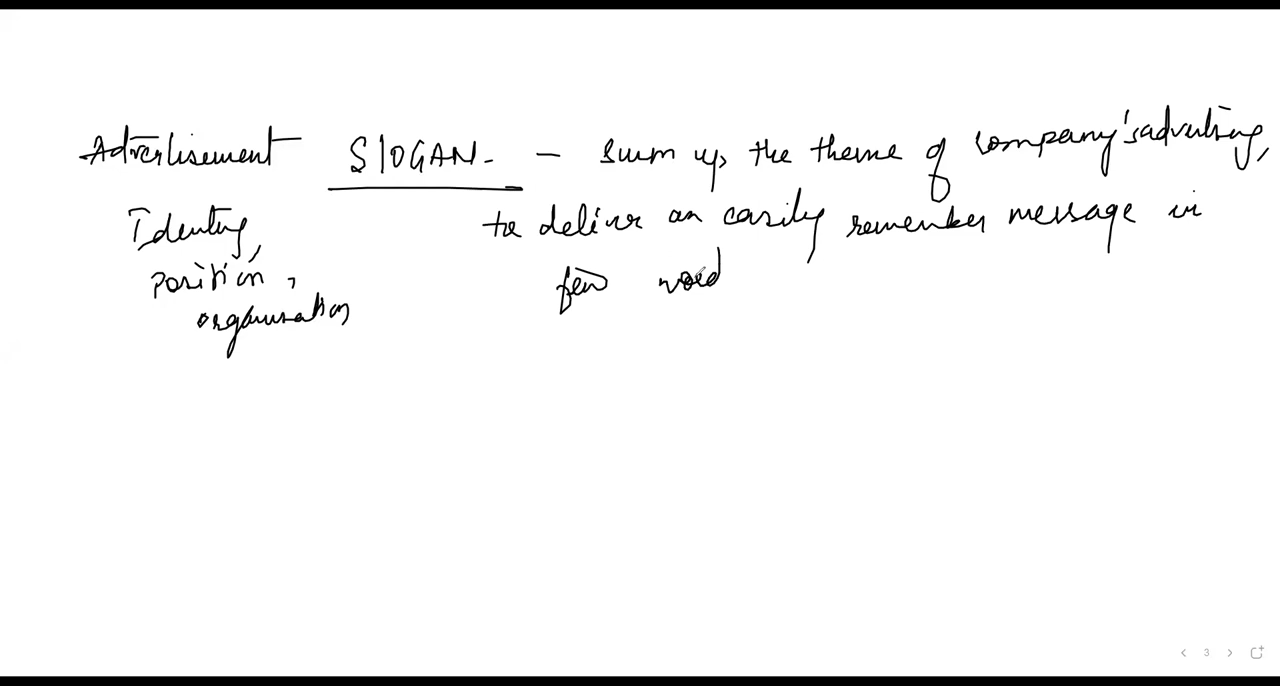 Advertisement SlOGAN - - sum up the theme of company's advertising,
Identity, to deliver an easily remember message in
position, few word
organisation
3